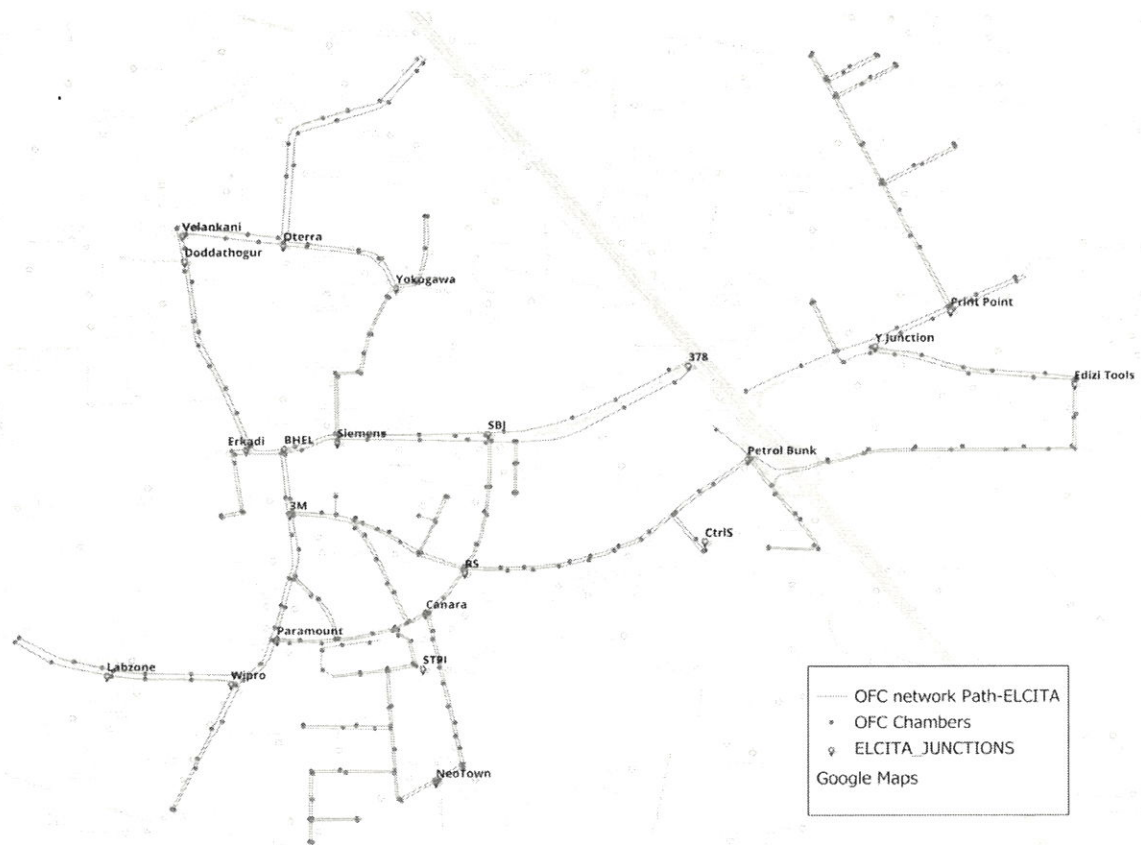 Velankani
Oterra
Doddathogur
Yokogawa
Print Point
Y Junction
378
Edizi Tools
SBJ
Siemens
BHEL
Erkadi
Petrol Bunk
3M
CtrlS
RS
Canara
Paramount
STPI
Labzone
Wipro
NeoTown
OFC network Path-ELCITA
OFC Chambers
ELCITA_JUNCTIONS
Google Maps